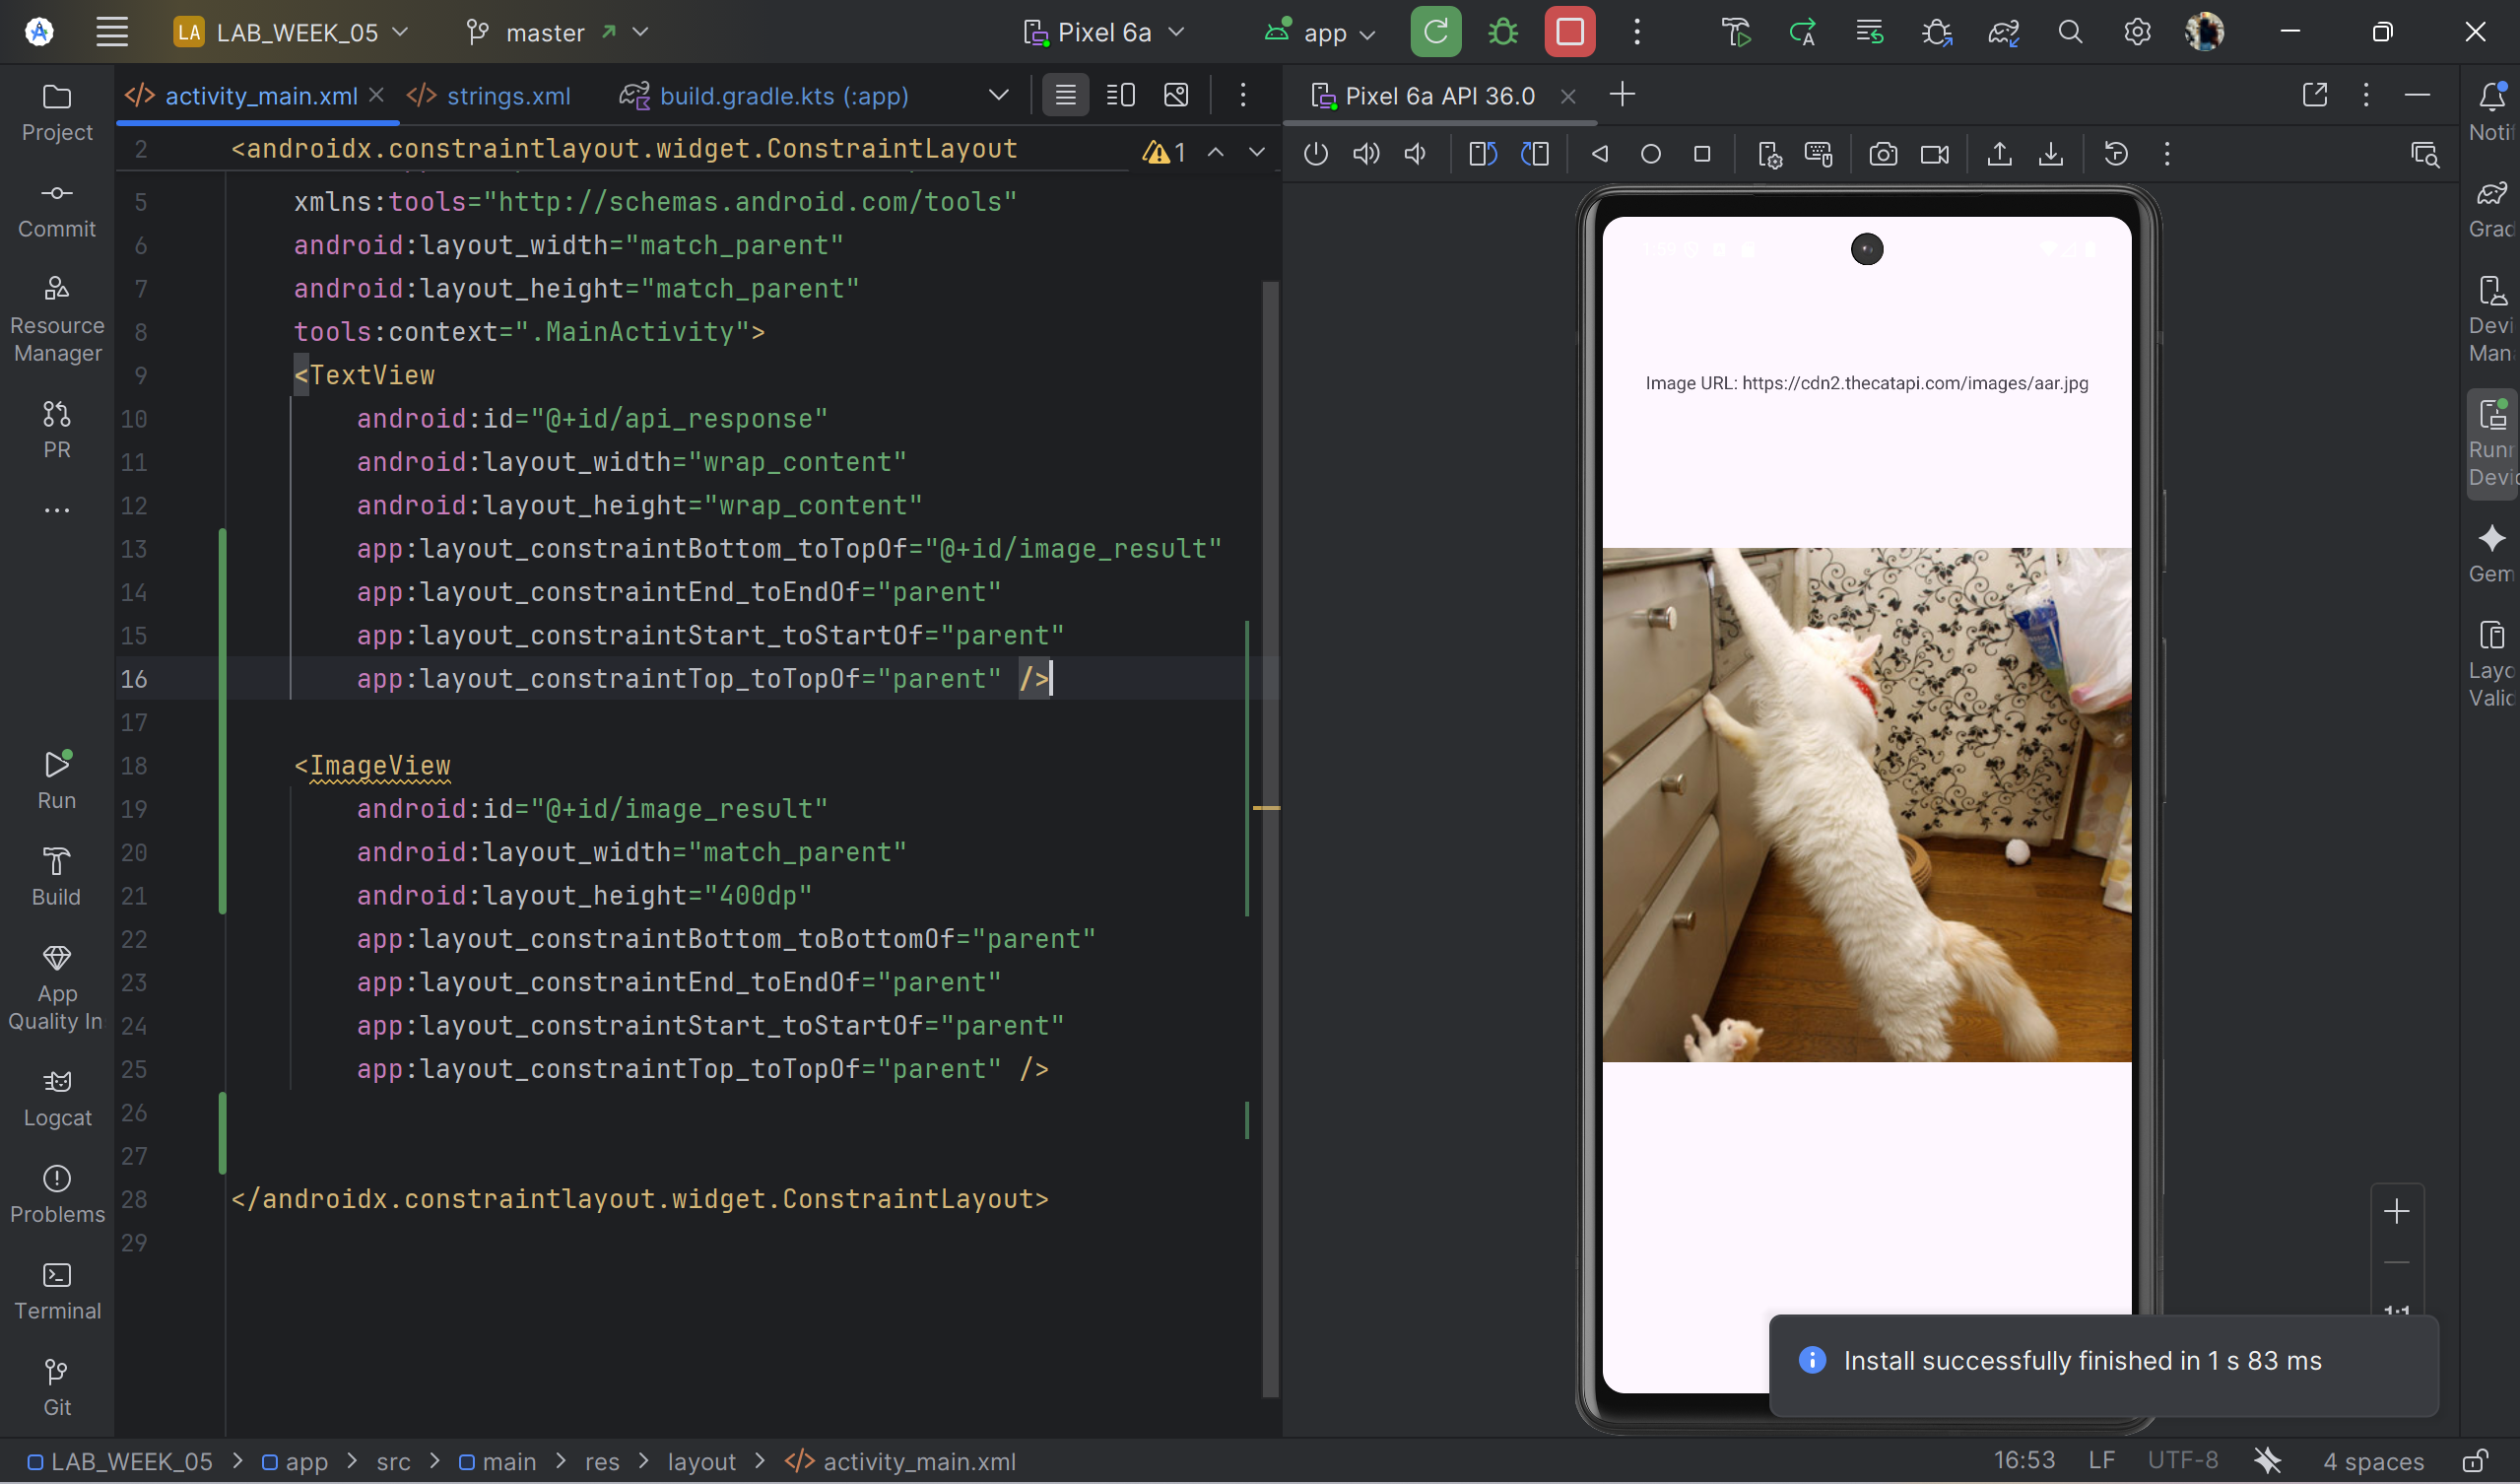 LA LAB_WEEK_05 master Pixel 6a app
activity_main.xml strings.xml build.gradle.kts (:app) Pixel 6a API 36.0
Project
Commit
Resource
Manager
PR
Run
Build
App
Quality In
Logcat
Problems
Terminal
Git
2 <androidx.constraintlayout.widget.ConstraintLayout 1
5 xmlns:tools="http://schemas.android.com/tools"
6 android:layout_width="match_parent"
7 android:layout_height="match_parent"
8 tools:context=".MainActivity">
9 <TextView
10 android:id="@+id/api_response"
11 android:layout_width="wrap_content"
12 android:layout_height="wrap_content"
13 app:layout_constraintBottom_toTopOf="@+id/image_result"
14 app:layout_constraintEnd_toEndOf="parent"
15 app:layout_constraintStart_toStartOf="parent"
16 app:layout_constraintTop_toTopOf="parent" />
17
18 <ImageView
19 android:id="@+id/image_result"
20 android:layout_width="match_parent"
21 android:layout_height="400dp"
22 app:layout_constraintBottom_toBottomOf="parent"
23 app:layout_constraintEnd_toEndOf="parent"
24 app:layout_constraintStart_toStartOf="parent"
25 app:layout_constraintTop_toTopOf="parent" />
26
27
28 </androidx.constraintlayout.widget.ConstraintLayout>
29
Image URL: https://cdn2.thecatapi.com/images/aar.jpg
Install successfully finished in 1 s 83 ms
Notif
Grad
Devi
Man
Runn
Devic
Gem
Layo
Valid
LAB_WEEK_05 > app > src > main > res > layout > activity_main.xml 16:53 LF UTF-8 4 spaces